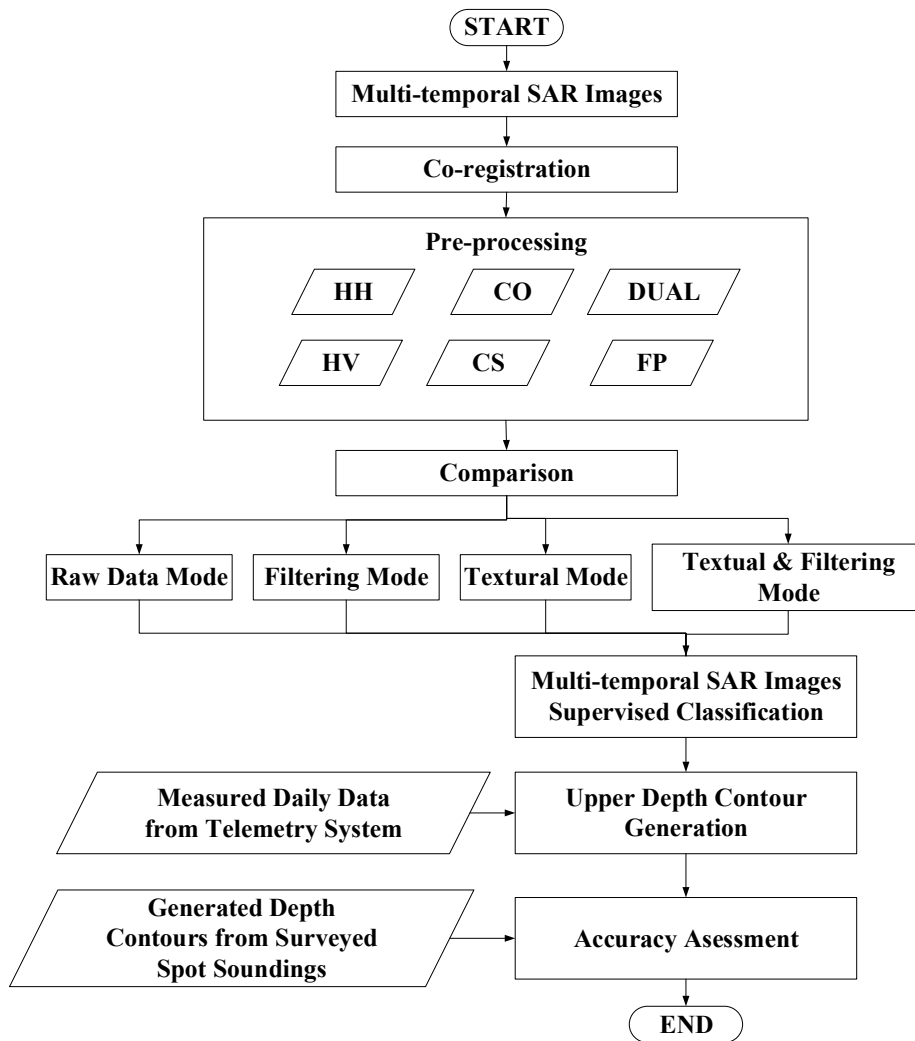 START
Multi-temporal SAR Images
Co-registration
Pre-processing
HH
CO
DUAL
HV
CS
FP
Comparison
Raw Data Mode
Filtering Mode
Textural Mode
Textual & Filtering
Mode
Multi-temporal SAR Images
Supervised Classification
Measured Daily Data
from Telemetry System
Upper Depth Contour
Generation
Generated Depth
Contours from Surveyed
Spot Soundings
Accuracy Asessment
END